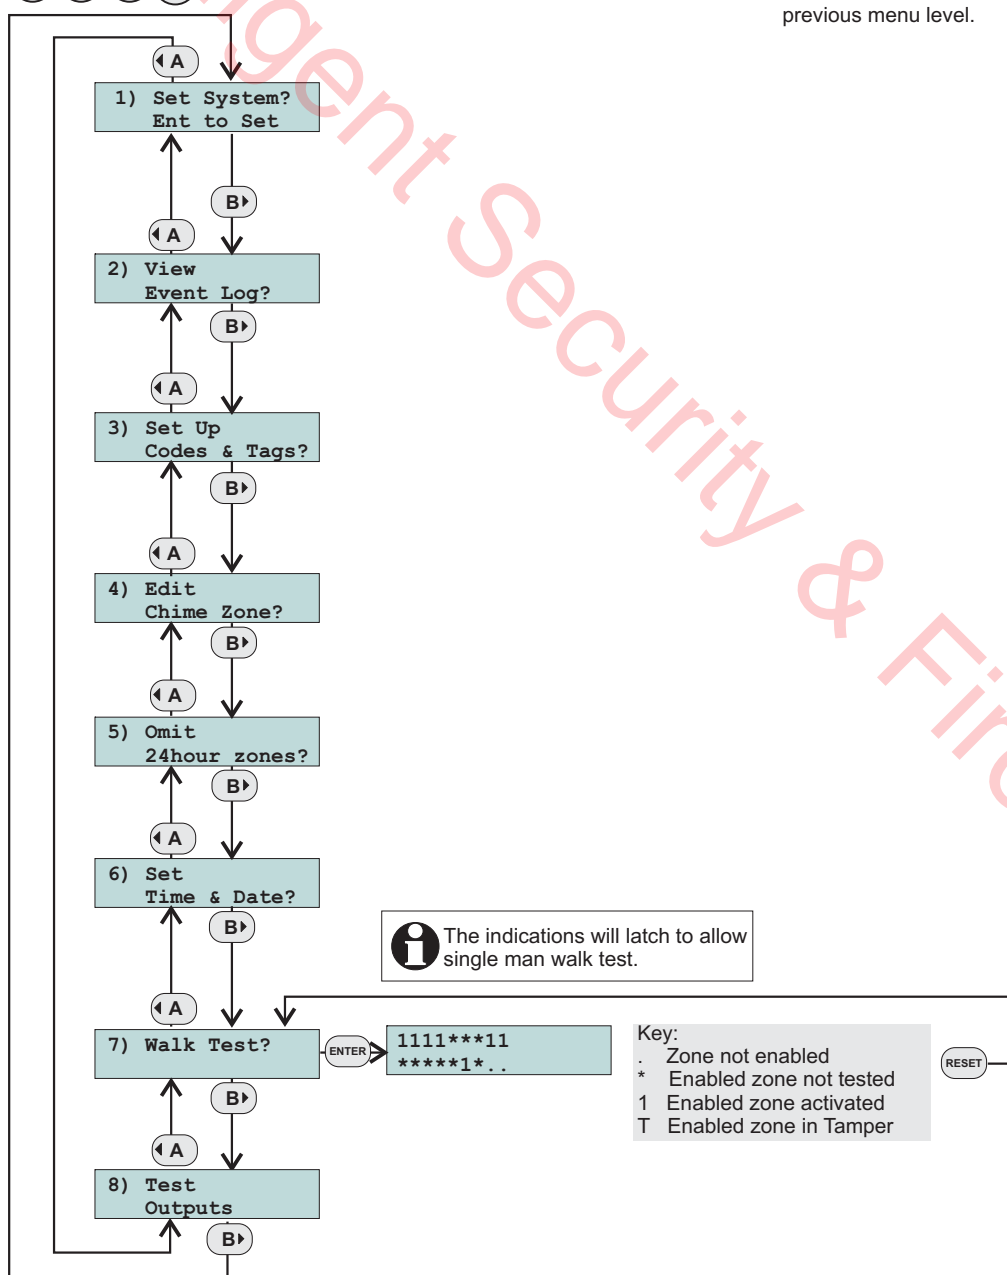 previous menu level.
A
1) Set System?
Ent to Set
B
A
2) View
Event Log?
B
A
3) Set Up
Codes & Tags?
B
A
4) Edit
Chime Zone?
B
A
5) Omit
24hour zones?
B
A
6) Set
Time & Date?
B
The indications will latch to allow
single man walk test.
A
7) Walk Test?
ENTER
1111***11
*****1*..
Key:
. Zone not enabled
* Enabled zone not tested
1 Enabled zone activated
T Enabled zone in Tamper
RESET
B
A
8) Test
Outputs
B
gent Security & Fire